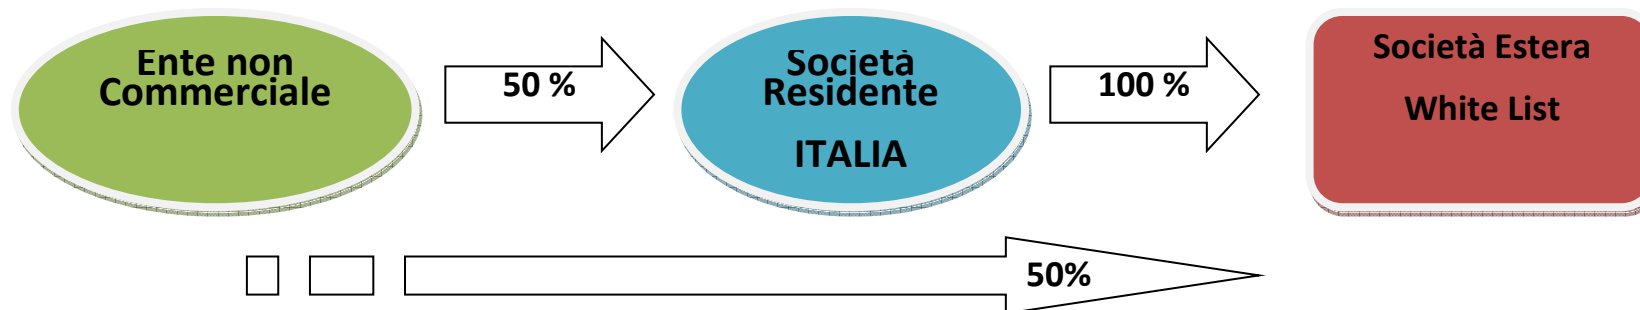 Ente non
Commerciale
50 %
Società
Residente
ITALIA
100 %
Società Estera
White List
50%